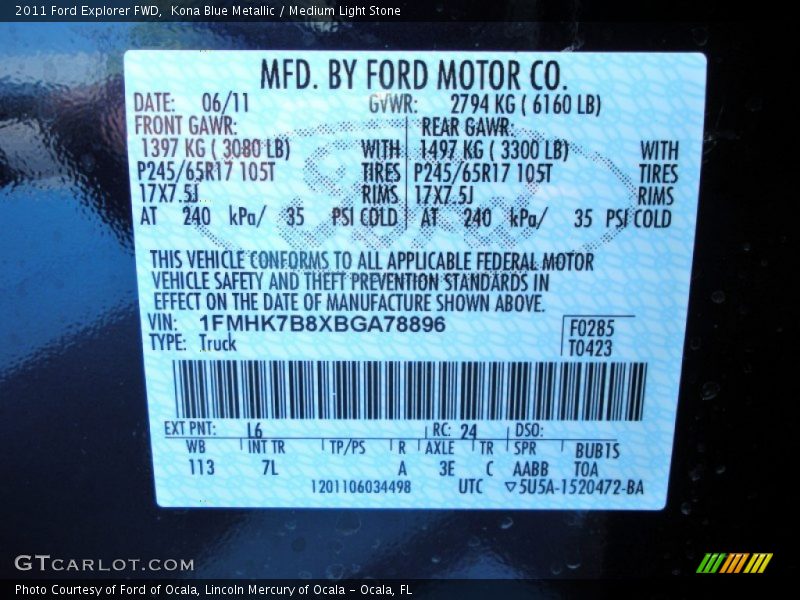 2011 Ford Explorer FWD,  Kona Blue Metallic / Medium Light Stone
MFD. BY FORD MOTOR CO.
DATE: 06/11 GVWR: 2794 KG ( 6160 LB)
FRONT GAWR: REAR GAWR:
1397 KG ( 3080 LB) WITH 1497 KG ( 3300 LB) WITH
P245/65R17 105T TIRES P245/65R17 105T TIRES
17X7.5J RIMS 17X7.5J RIMS
AT 240 kPa/ 35 PSI COLD AT 240 kPa/ 35 PSI COLD
THIS VEHICLE CONFORMS TO ALL APPLICABLE FEDERAL MOTOR
VEHICLE SAFETY AND THEFT PREVENTION STANDARDS IN
EFFECT ON THE DATE OF MANUFACTURE SHOWN ABOVE.
VIN: 1FMHK7B8XBGA78896 F0285
TYPE: Truck T0423
EXT PNT: L6 RC: 24 DSO:
WB INT TR TP/PS R AXLE TR SPR BUB1S
113 7L A 3E C AABB TOA
1201106034498 UTC ▽5U5A-1520472-BA
GTCARLOT.COM
Photo Courtesy of Ford of Ocala, Lincoln Mercury of Ocala - Ocala, FL